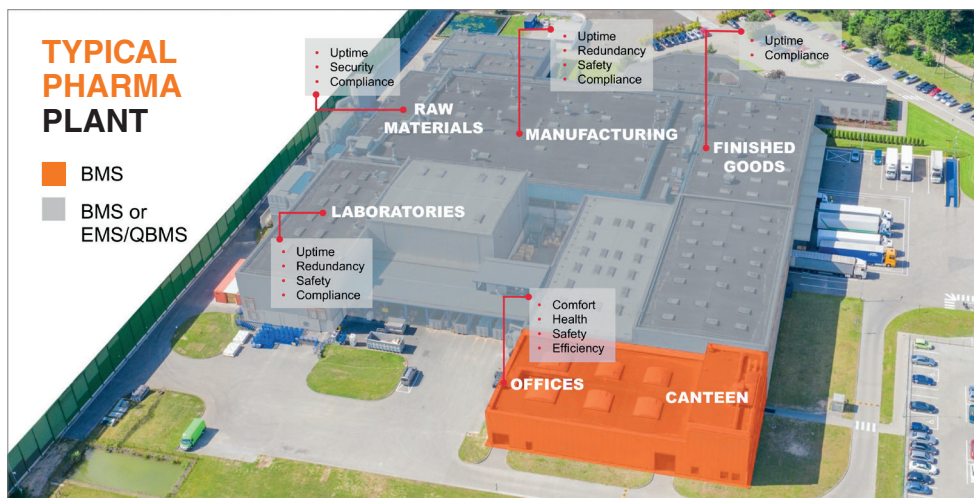 TYPICAL
PHARMA
PLANT
BMS
BMS or
EMS/QBMS
• Uptime
• Security
• Compliance
RAW
MATERIALS
• Uptime
• Redundancy
• Safety
• Compliance
MANUFACTURING
• Uptime
• Compliance
FINISHED
GOODS
LABORATORIES
• Uptime
• Redundancy
• Safety
• Compliance
• Comfort
• Health
• Safety
• Efficiency
OFFICES
CANTEEN